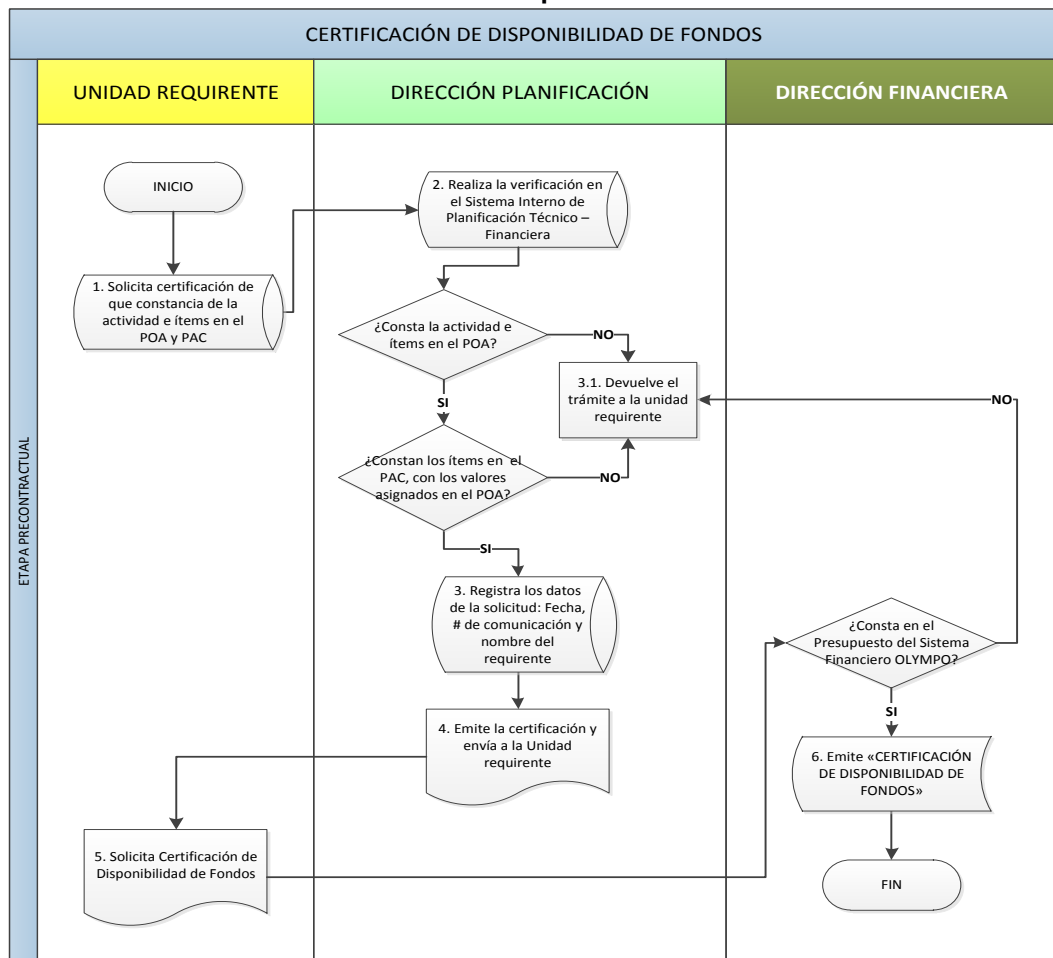 CERTIFICACIÓN DE DISPONIBILIDAD DE FONDOS
UNIDAD REQUIRENTE
DIRECCIÓN PLANIFICACIÓN
DIRECCIÓN FINANCIERA
ETAPA PRECONTRACTUAL
INICIO
1. Solicita certificación de
que constancia de la
actividad e ítems en el
POA y PAC
2. Realiza la verificación en
el Sistema Interno de
Planificación Técnico –
Financiera
¿Consta la actividad e
ítems en el POA?
NO
SI
3.1. Devuelve el
trámite a la unidad
requirente
NO
¿Constan los ítems en el
PAC, con los valores
asignados en el POA?
NO
SI
3. Registra los datos
de la solicitud: Fecha,
# de comunicación y
nombre del
requirente
¿Consta en el
Presupuesto del Sistema
Financiero OLYMPO?
SI
4. Emite la certificación y
envía a la Unidad
requirente
6. Emite «CERTIFICACIÓN
DE DISPONIBILIDAD DE
FONDOS»
5. Solicita Certificación de
Disponibilidad de Fondos
FIN